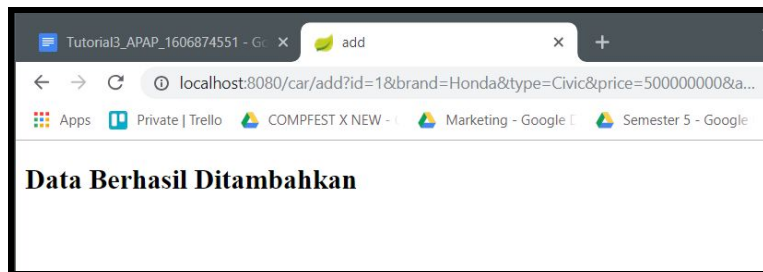 Tutorial3_APAP_1606874551 - Go
add
localhost:8080/car/add?id=1&brand=Honda&type=Civic&price=500000000&a...
Apps Private | Trello COMPFEST X NEW - Marketing - Google Semester 5 - Google
Data Berhasil Ditambahkan